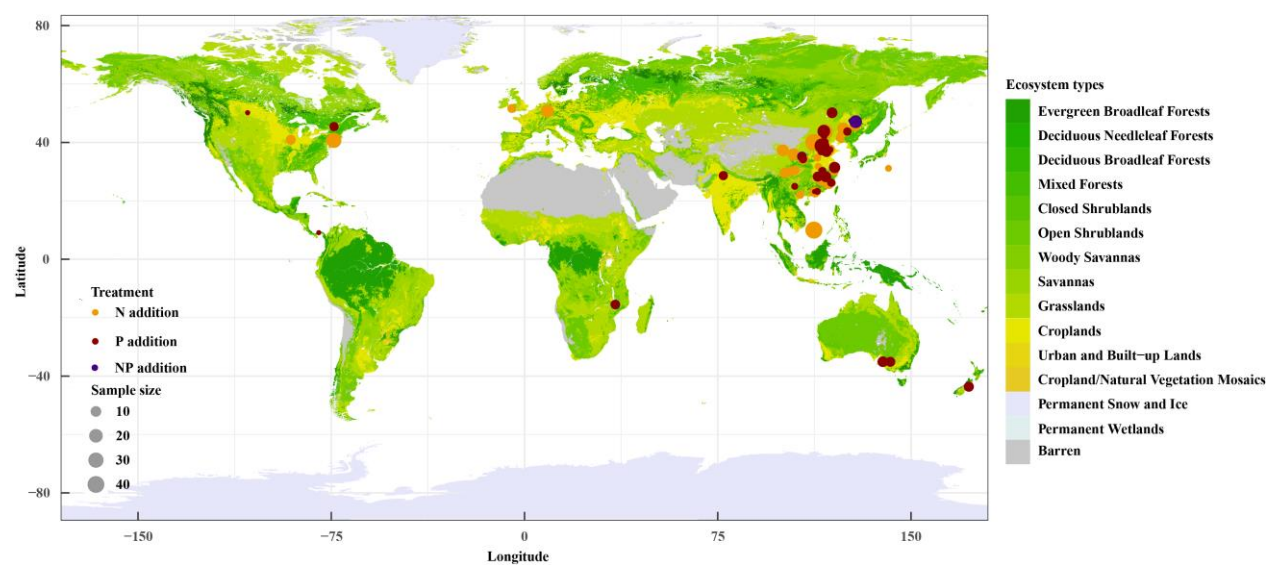 80
40
0
−40
−80
Latitude
Treatment
N addition
P addition
NP addition
Sample size
10
20
30
40
−150
−75
0
75
150
Longitude
Ecosystem types
Evergreen Broadleaf Forests
Deciduous Needleleaf Forests
Deciduous Broadleaf Forests
Mixed Forests
Closed Shrublands
Open Shrublands
Woody Savannas
Savannas
Grasslands
Croplands
Urban and Built−up Lands
Cropland/Natural Vegetation Mosaics
Permanent Snow and Ice
Permanent Wetlands
Barren